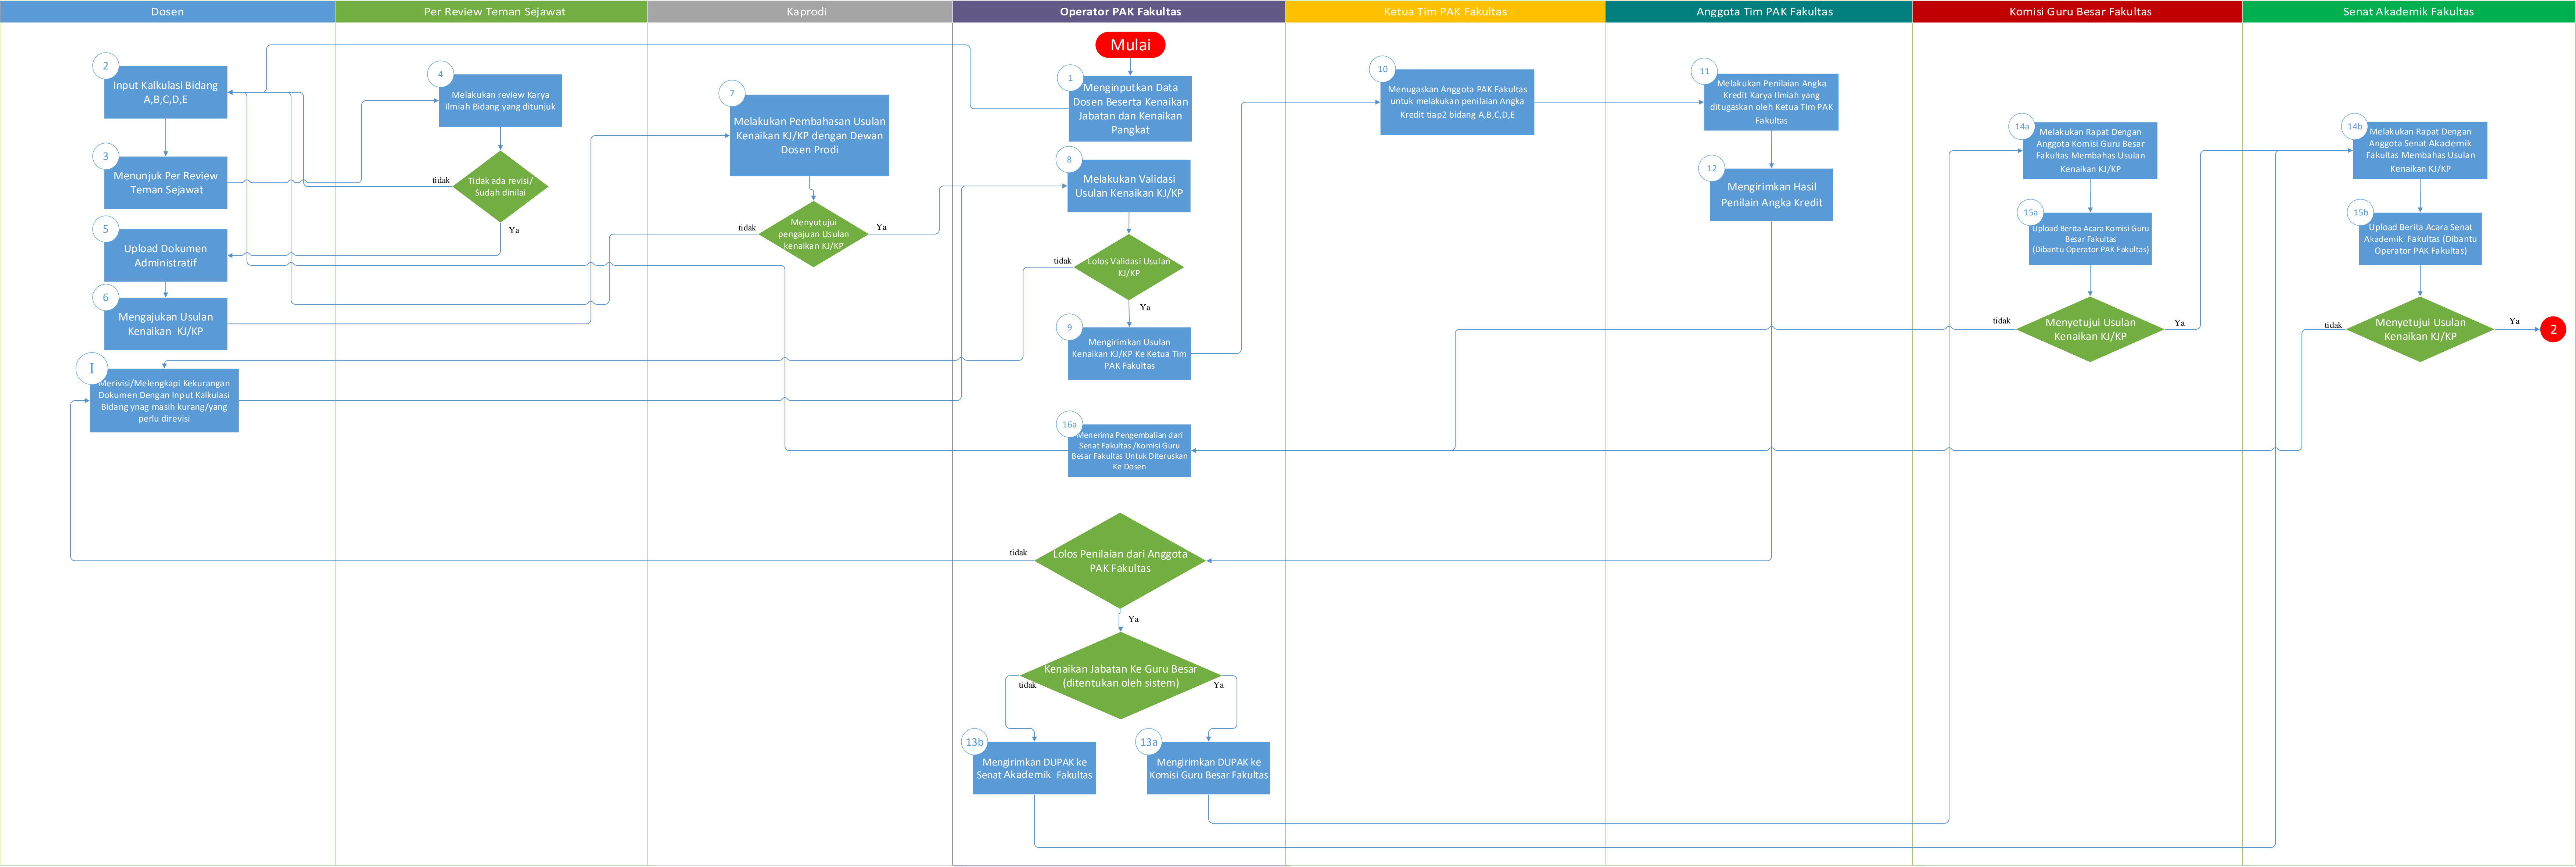 Dosen
Per Review Teman Sejawat
Kaprodi
Operator PAK Fakultas
Ketua Tim PAK Fakultas
Anggota Tim PAK Fakultas
Komisi Guru Besar Fakultas
Senat Akademik Fakultas
Mulai
1
Menginputkan Data
Dosen Beserta Kenaikan
Jabatan dan Kenaikan
Pangkat
2
Input Kalkulasi Bidang
A,B,C,D,E
3
Menunjuk Per Review
Teman Sejawat
4
Melakukan review Karya
Ilmiah Bidang yang ditunjuk
Tidak ada revisi/
Sudah dinilai
tidak
Ya
5
Upload Dokumen
Administratif
6
Mengajukan Usulan
Kenaikan KJ/KP
I
Merivisi/Melengkapi Kekurangan
Dokumen Dengan Input Kalkulasi
Bidang ynag masih kurang/yang
perlu direvisi
7
Melakukan Pembahasan Usulan
Kenaikan KJ/KP dengan Dewan
Dosen Prodi
Menyutujui
pengajuan Usulan
kenaikan KJ/KP
tidak
Ya
8
Melakukan Validasi
Usulan Kenaikan KJ/KP
Lolos Validasi Usulan
KJ/KP
tidak
Ya
9
Mengirimkan Usulan
Kenaikan KJ/KP Ke Ketua Tim
PAK Fakultas
16a
Menerima Pengembalian dari
Senat Fakultas /Komisi Guru
Besar Fakultas Untuk Diteruskan
Ke Dosen
Lolos Penilaian dari Anggota
PAK Fakultas
tidak
Ya
Kenaikan Jabatan Ke Guru Besar
(ditentukan oleh sistem)
tidak
Ya
13b
Mengirimkan DUPAK ke
Senat Akademik Fakultas
13a
Mengirimkan DUPAK ke
Komisi Guru Besar Fakultas
10
Menugaskan Anggota PAK Fakultas
untuk melakukan penilaian Angka
Kredit tiap2 bidang A,B,C,D,E
11
Melakukan Penilaian Angka
Kredit Karya Ilmiah yang
ditugaskan oleh Ketua Tim PAK
Fakultas
12
Mengirimkan Hasil
Penilain Angka Kredit
14a
Melakukan Rapat Dengan
Anggota Komisi Guru Besar
Fakultas Membahas Usulan
Kenaikan KJ/KP
15a
Upload Berita Acara Komisi Guru
Besar Fakultas
(Dibantu Operator PAK Fakultas)
Menyetujui Usulan
Kenaikan KJ/KP
tidak
Ya
14b
Melakukan Rapat Dengan
Anggota Senat Akademik
Fakultas Membahas Usulan
Kenaikan KJ/KP
15b
Upload Berita Acara Senat
Akademik Fakultas (Dibantu
Operator PAK Fakultas)
Menyetujui Usulan
Kenaikan KJ/KP
tidak
Ya
2